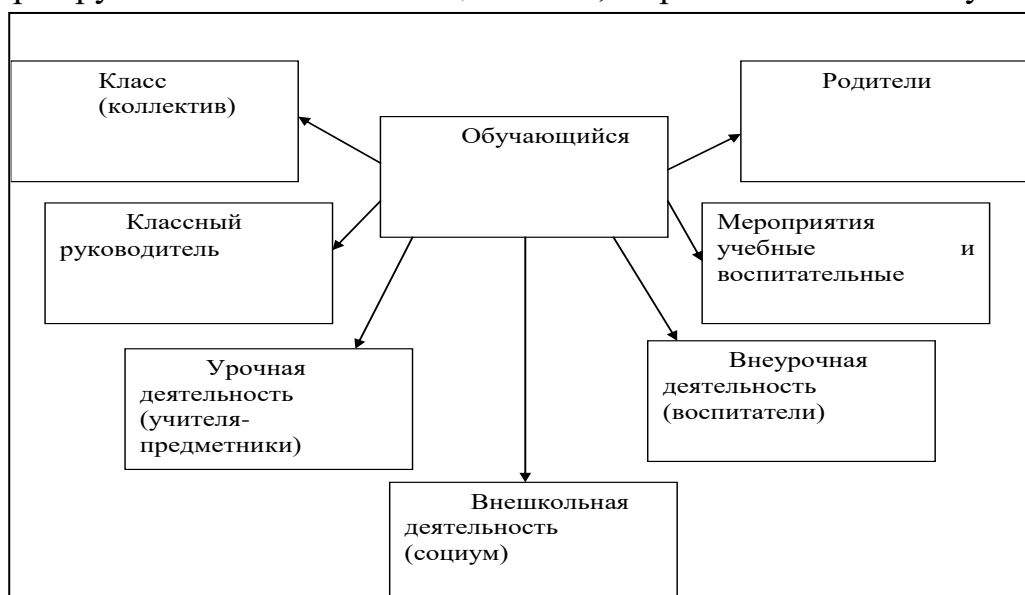 Класс
(коллектив)
Родители
Обучающийся
Классный
руководитель
Мероприятия
учебные и
воспитательные
Урочная
деятельность
(учителя-
предметники)
Внеурочная
деятельность
(воспитатели)
Внешкольная
деятельность
(социум)